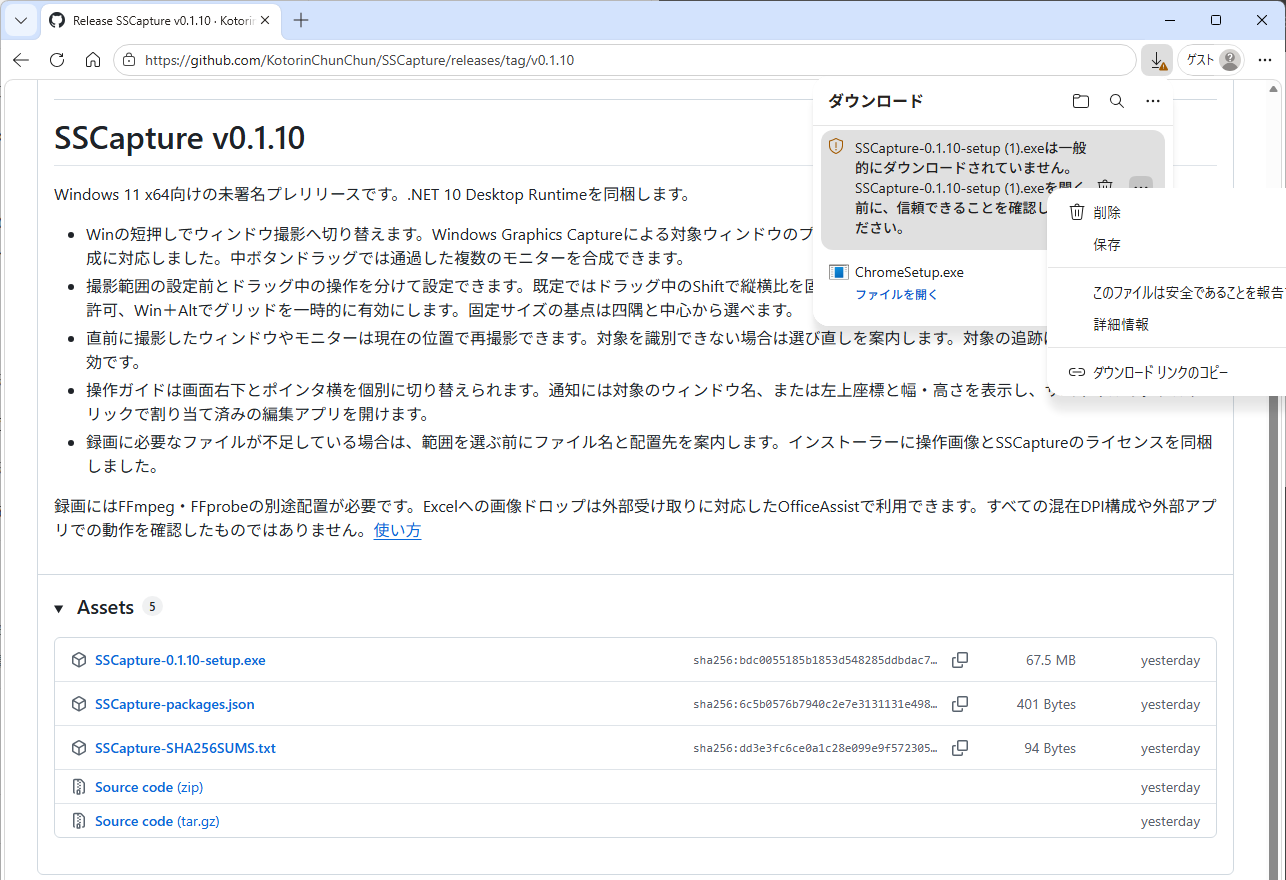 Release SSCapture v0.1.10 · Kotorin
https://github.com/KotorinChunChun/SSCapture/releases/tag/v0.1.10
ゲスト
ダウンロード
SSCapture-0.1.10-setup (1).exeは一般
的にダウンロードされていません。
SSCapture-0.1.10-setup (1).exeを開く
前に、信頼できることを確認し
ださい。
ChromeSetup.exe
ファイルを開く
削除
保存
このファイルは安全であることを報告
詳細情報
ダウンロード リンクのコピー
SSCapture v0.1.10
Windows 11 x64向けの未署名プレリリースです。.NET 10 Desktop Runtimeを同梱します。
Winの短押しでウィンドウ撮影へ切り替えます。Windows Graphics Captureによる対象ウィンドウのプ
成に対応しました。中ボタンドラッグでは通過した複数のモニターを合成できます。
撮影範囲の設定前とドラッグ中の操作を分けて設定できます。既定ではドラッグ中のShiftで縦横比を固
許可、Win＋Altでグリッドを一時的に有効にします。固定サイズの基点は四隅と中心から選べます。
直前に撮影したウィンドウやモニターは現在の位置で再撮影できます。対象を識別できない場合は選び直しを案内します。対象の追跡は
効です。
操作ガイドは画面右下とポインタ横を個別に切り替えられます。通知には対象のウィンドウ名、または左上座標と幅・高さを表示し、
リックで割り当て済みの編集アプリを開けます。
録画に必要なファイルが不足している場合は、範囲を選ぶ前にファイル名と配置先を案内します。インストーラーに操作画像とSSCaptureのライセンスを同梱
しました。
録画にはFFmpeg・FFprobeの別途配置が必要です。Excelへの画像ドロップは外部受け取りに対応したOfficeAssistで利用できます。すべての混在DPI構成や外部アプ
リでの動作を確認したものではありません。使い方
Assets 5
SSCapture-0.1.10-setup.exe sha256:bdc0055185b1853d548285ddbdac7… 67.5 MB yesterday
SSCapture-packages.json sha256:6c5b0576b7940c2e7e3131131e498… 401 Bytes yesterday
SSCapture-SHA256SUMS.txt sha256:dd3e3fc6ce0a1c28e099e9f572305… 94 Bytes yesterday
Source code (zip) yesterday
Source code (tar.gz) yesterday